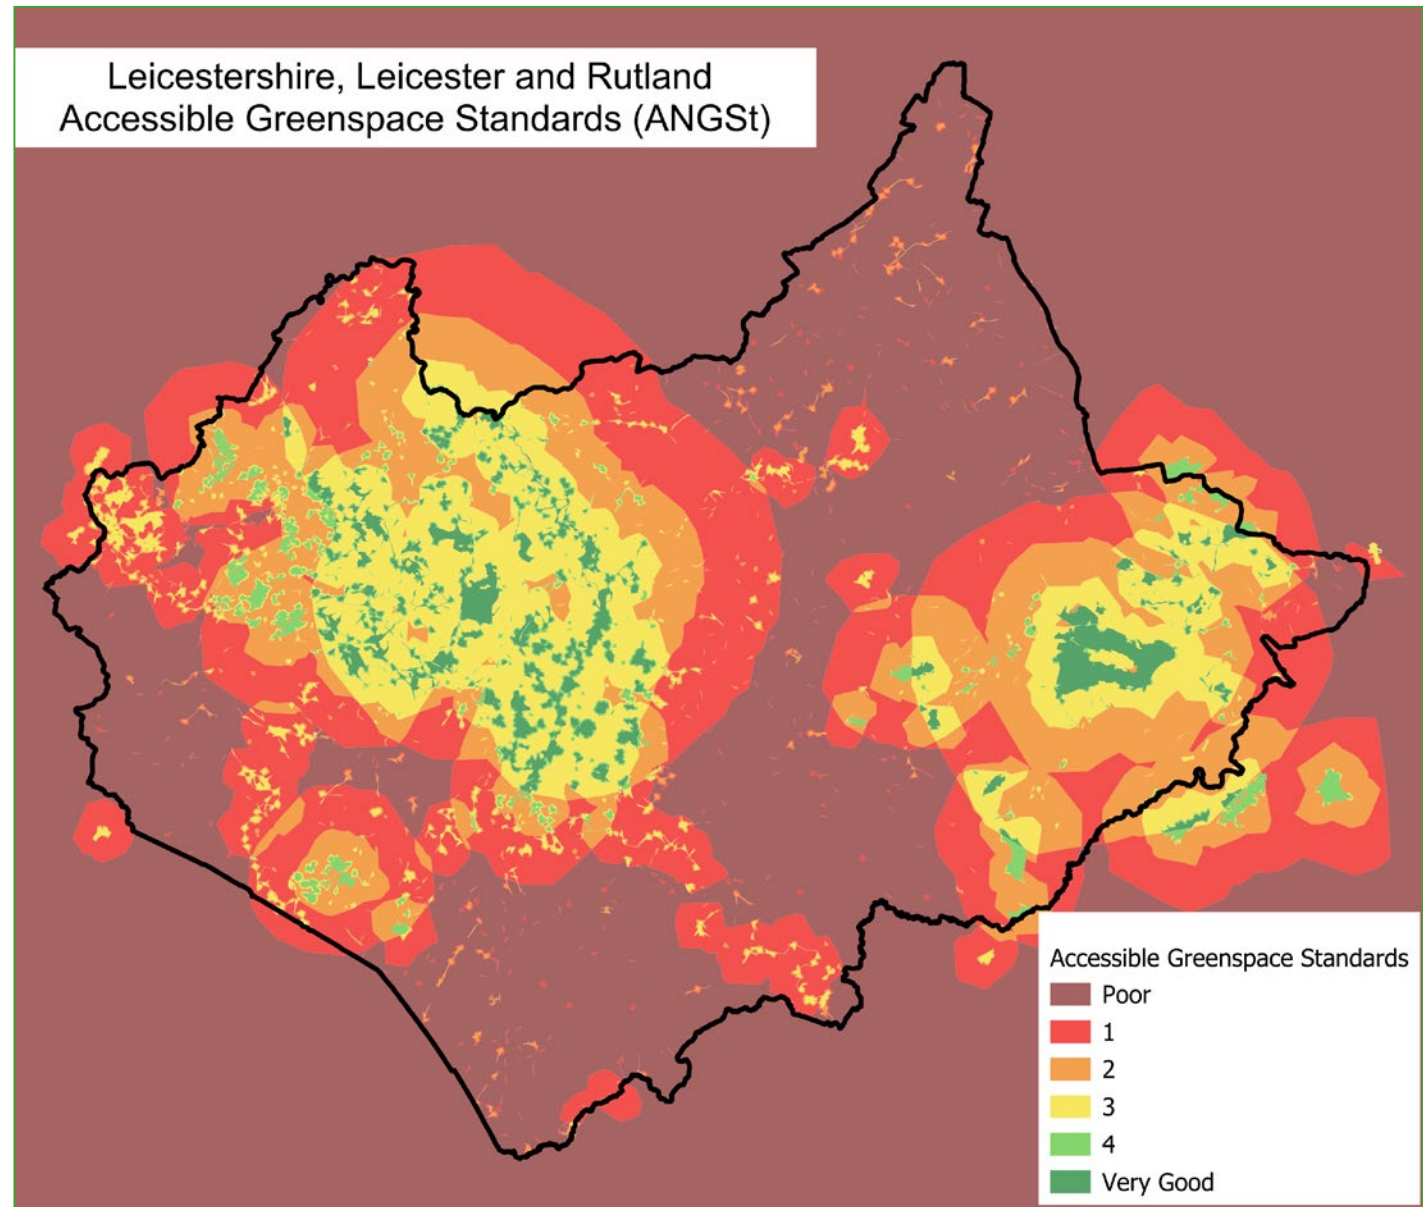 Leicestershire, Leicester and Rutland
Accessible Greenspace Standards (ANGSt)
Accessible Greenspace Standards
Poor
1
2
3
4
Very Good